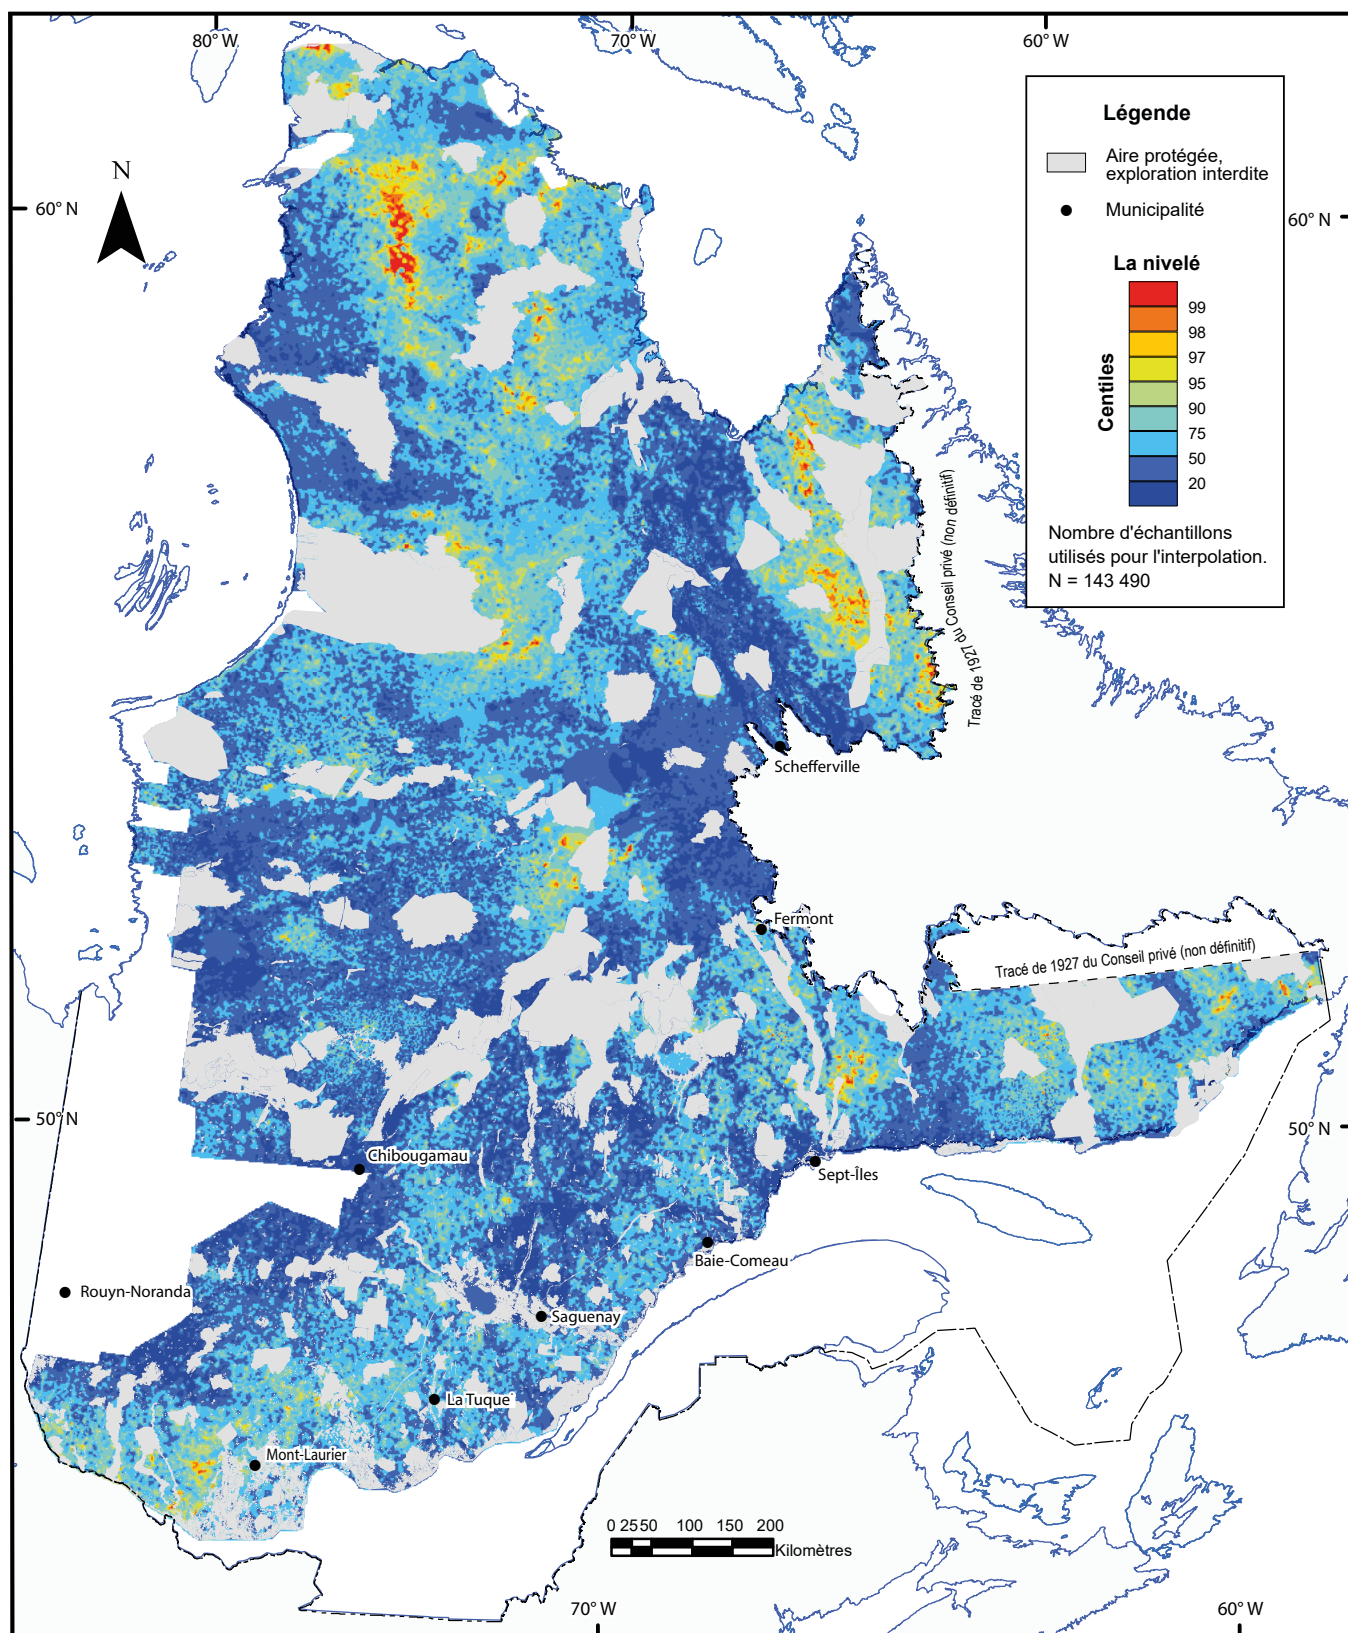 80° W
70° W
60° W
N
60° N
60° N
Légende
Aire protégée,
exploration interdite
Municipalité
La nivelé
Centiles
99
98
97
95
90
75
50
20
Nombre d'échantillons
utilisés pour l'interpolation.
N = 143 490
Tracé de 1927 du Conseil privé (non définitif)
Schefferville
Fermont
Tracé de 1927 du Conseil privé (non définitif)
50° N
50° N
Chibougamau
Sept-Îles
Baie-Comeau
Rouyn-Noranda
Saguenay
La Tuque
Mont-Laurier
0 25 50 100 150 200
Kilomètres
70° W
60° W